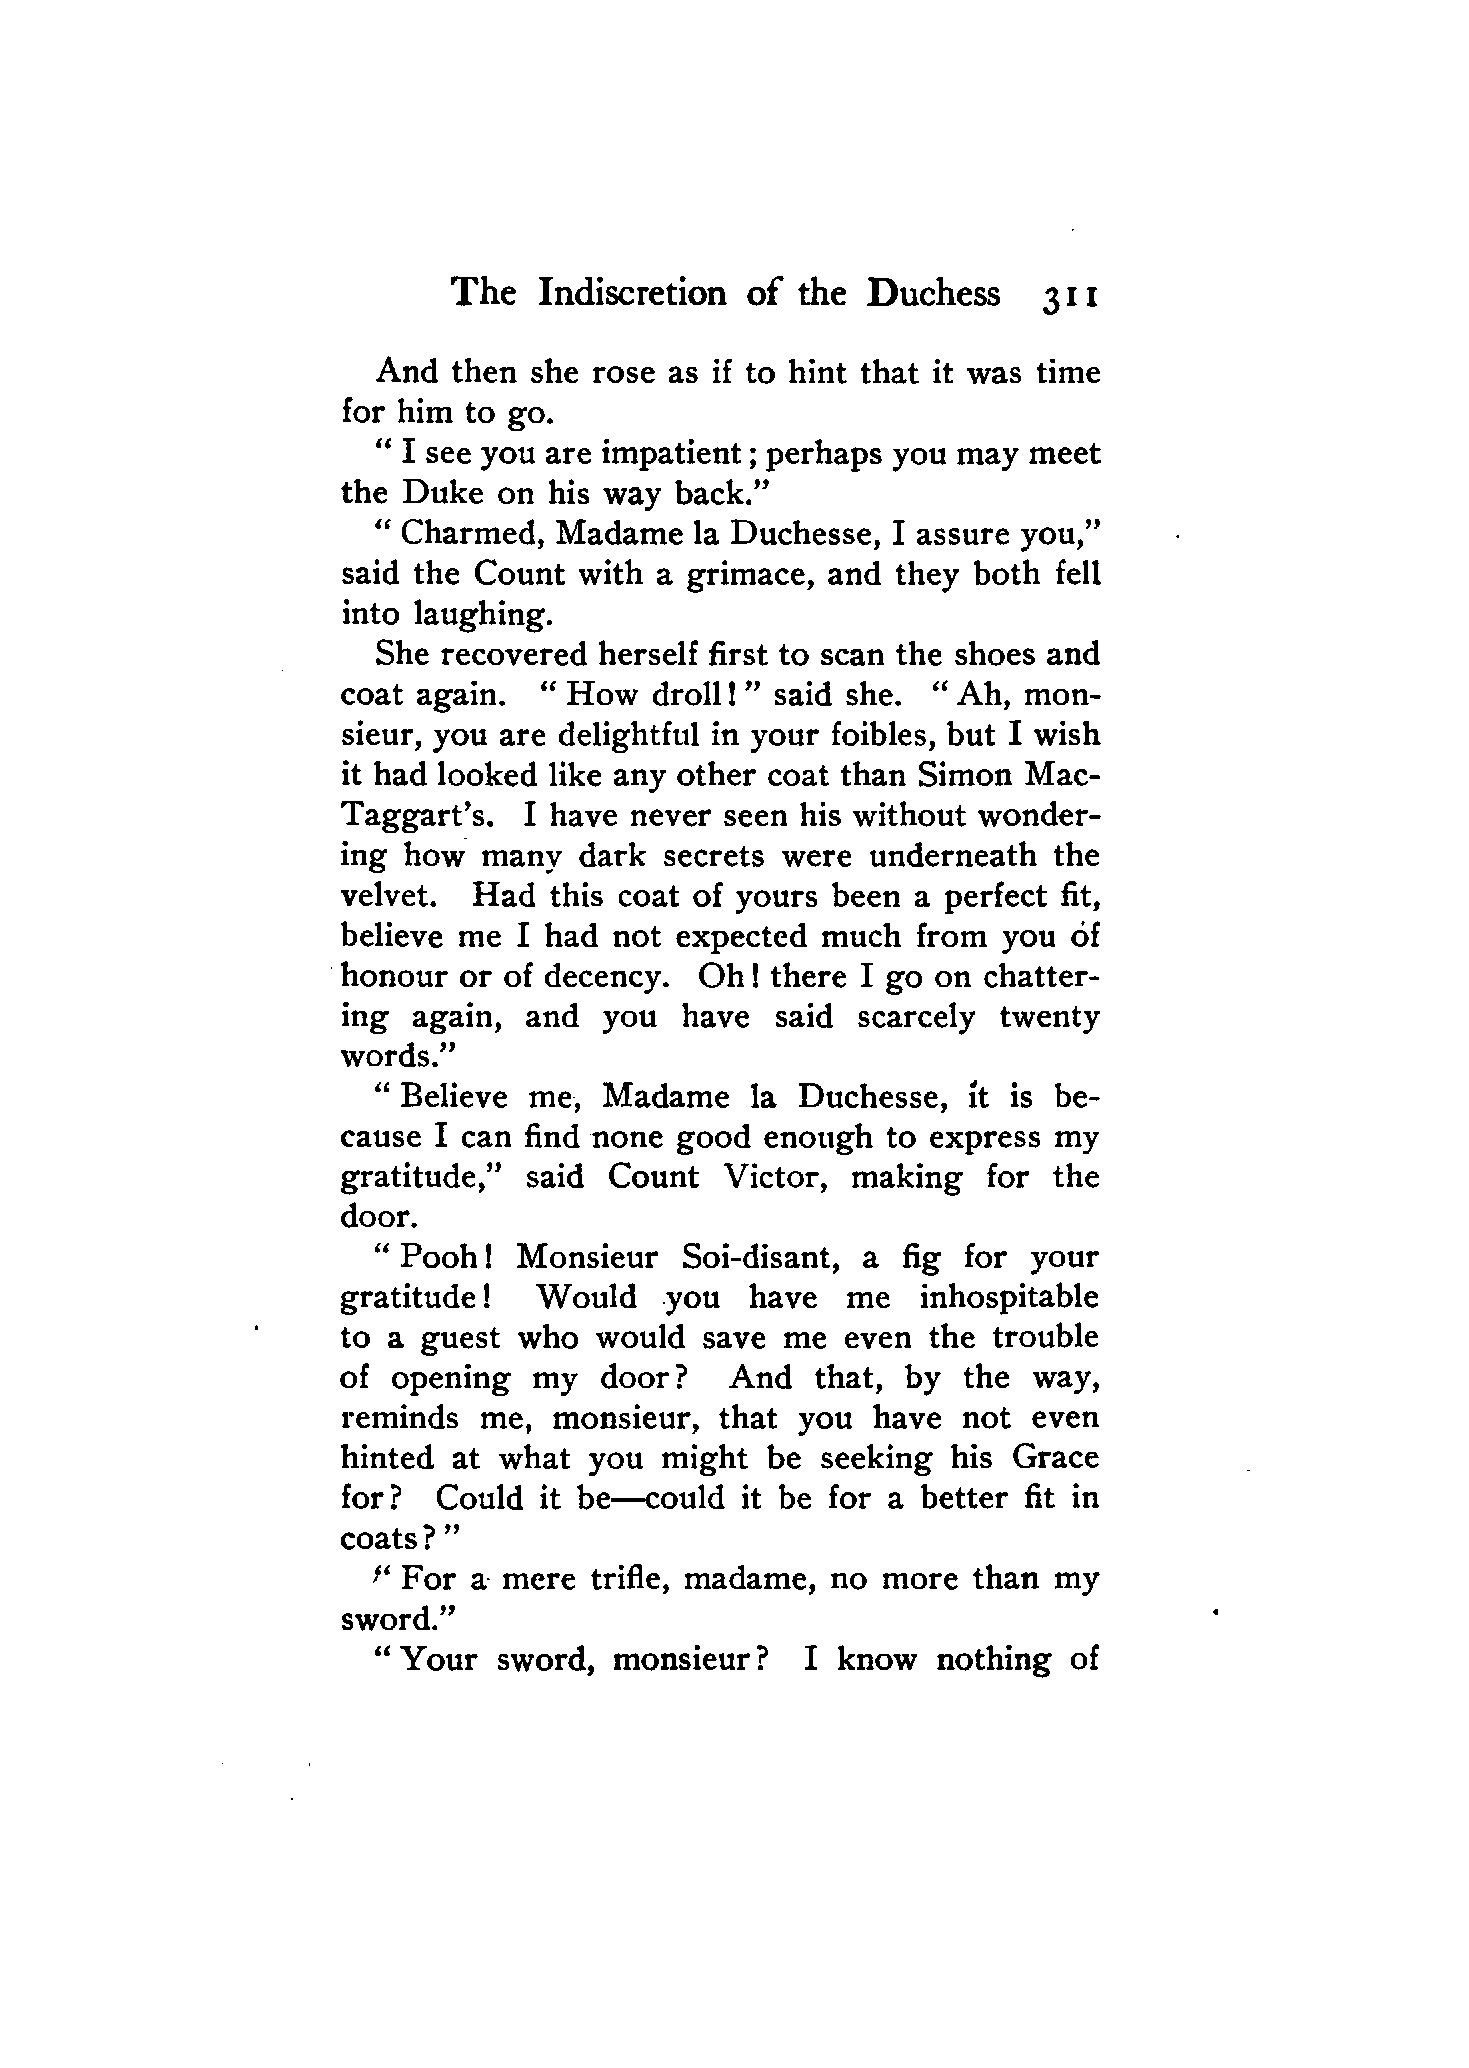 The Indiscretion of the Duchess 311
And then she rose as if to hint that it was time
for him to go.
“ I see you are impatient ; perhaps you may meet
the Duke on his way back.”
“ Charmed, Madame la Duchesse, I assure you,”
said the Count with a grimace, and they both fell
into laughing.
She recovered herself first to scan the shoes and
coat again. “ How droll ! ” said she. “ Ah, mon-
sieur, you are delightful in your foibles, but I wish
it had looked like any other coat than Simon Mac-
Taggart’s. I have never seen his without wonder-
ing how many dark secrets were underneath the
velvet. Had this coat of yours been a perfect fit,
believe me I had not expected much from you of
honour or of decency. Oh ! there I go on chatter-
ing again, and you have said scarcely twenty
words.”
“ Believe me, Madame la Duchesse, it is be-
cause I can find none good enough to express my
gratitude,” said Count Victor, making for the
door.
“ Pooh ! Monsieur Soi-disant, a fig for your
gratitude ! Would you have me inhospitable
to a guest who would save me even the trouble
of opening my door ? And that, by the way,
reminds me, monsieur, that you have not even
hinted at what you might be seeking his Grace
for ? Could it be—could it be for a better fit in
coats ? ”
“ For a mere trifle, madame, no more than my
sword.”
“ Your sword, monsieur ? I know nothing of